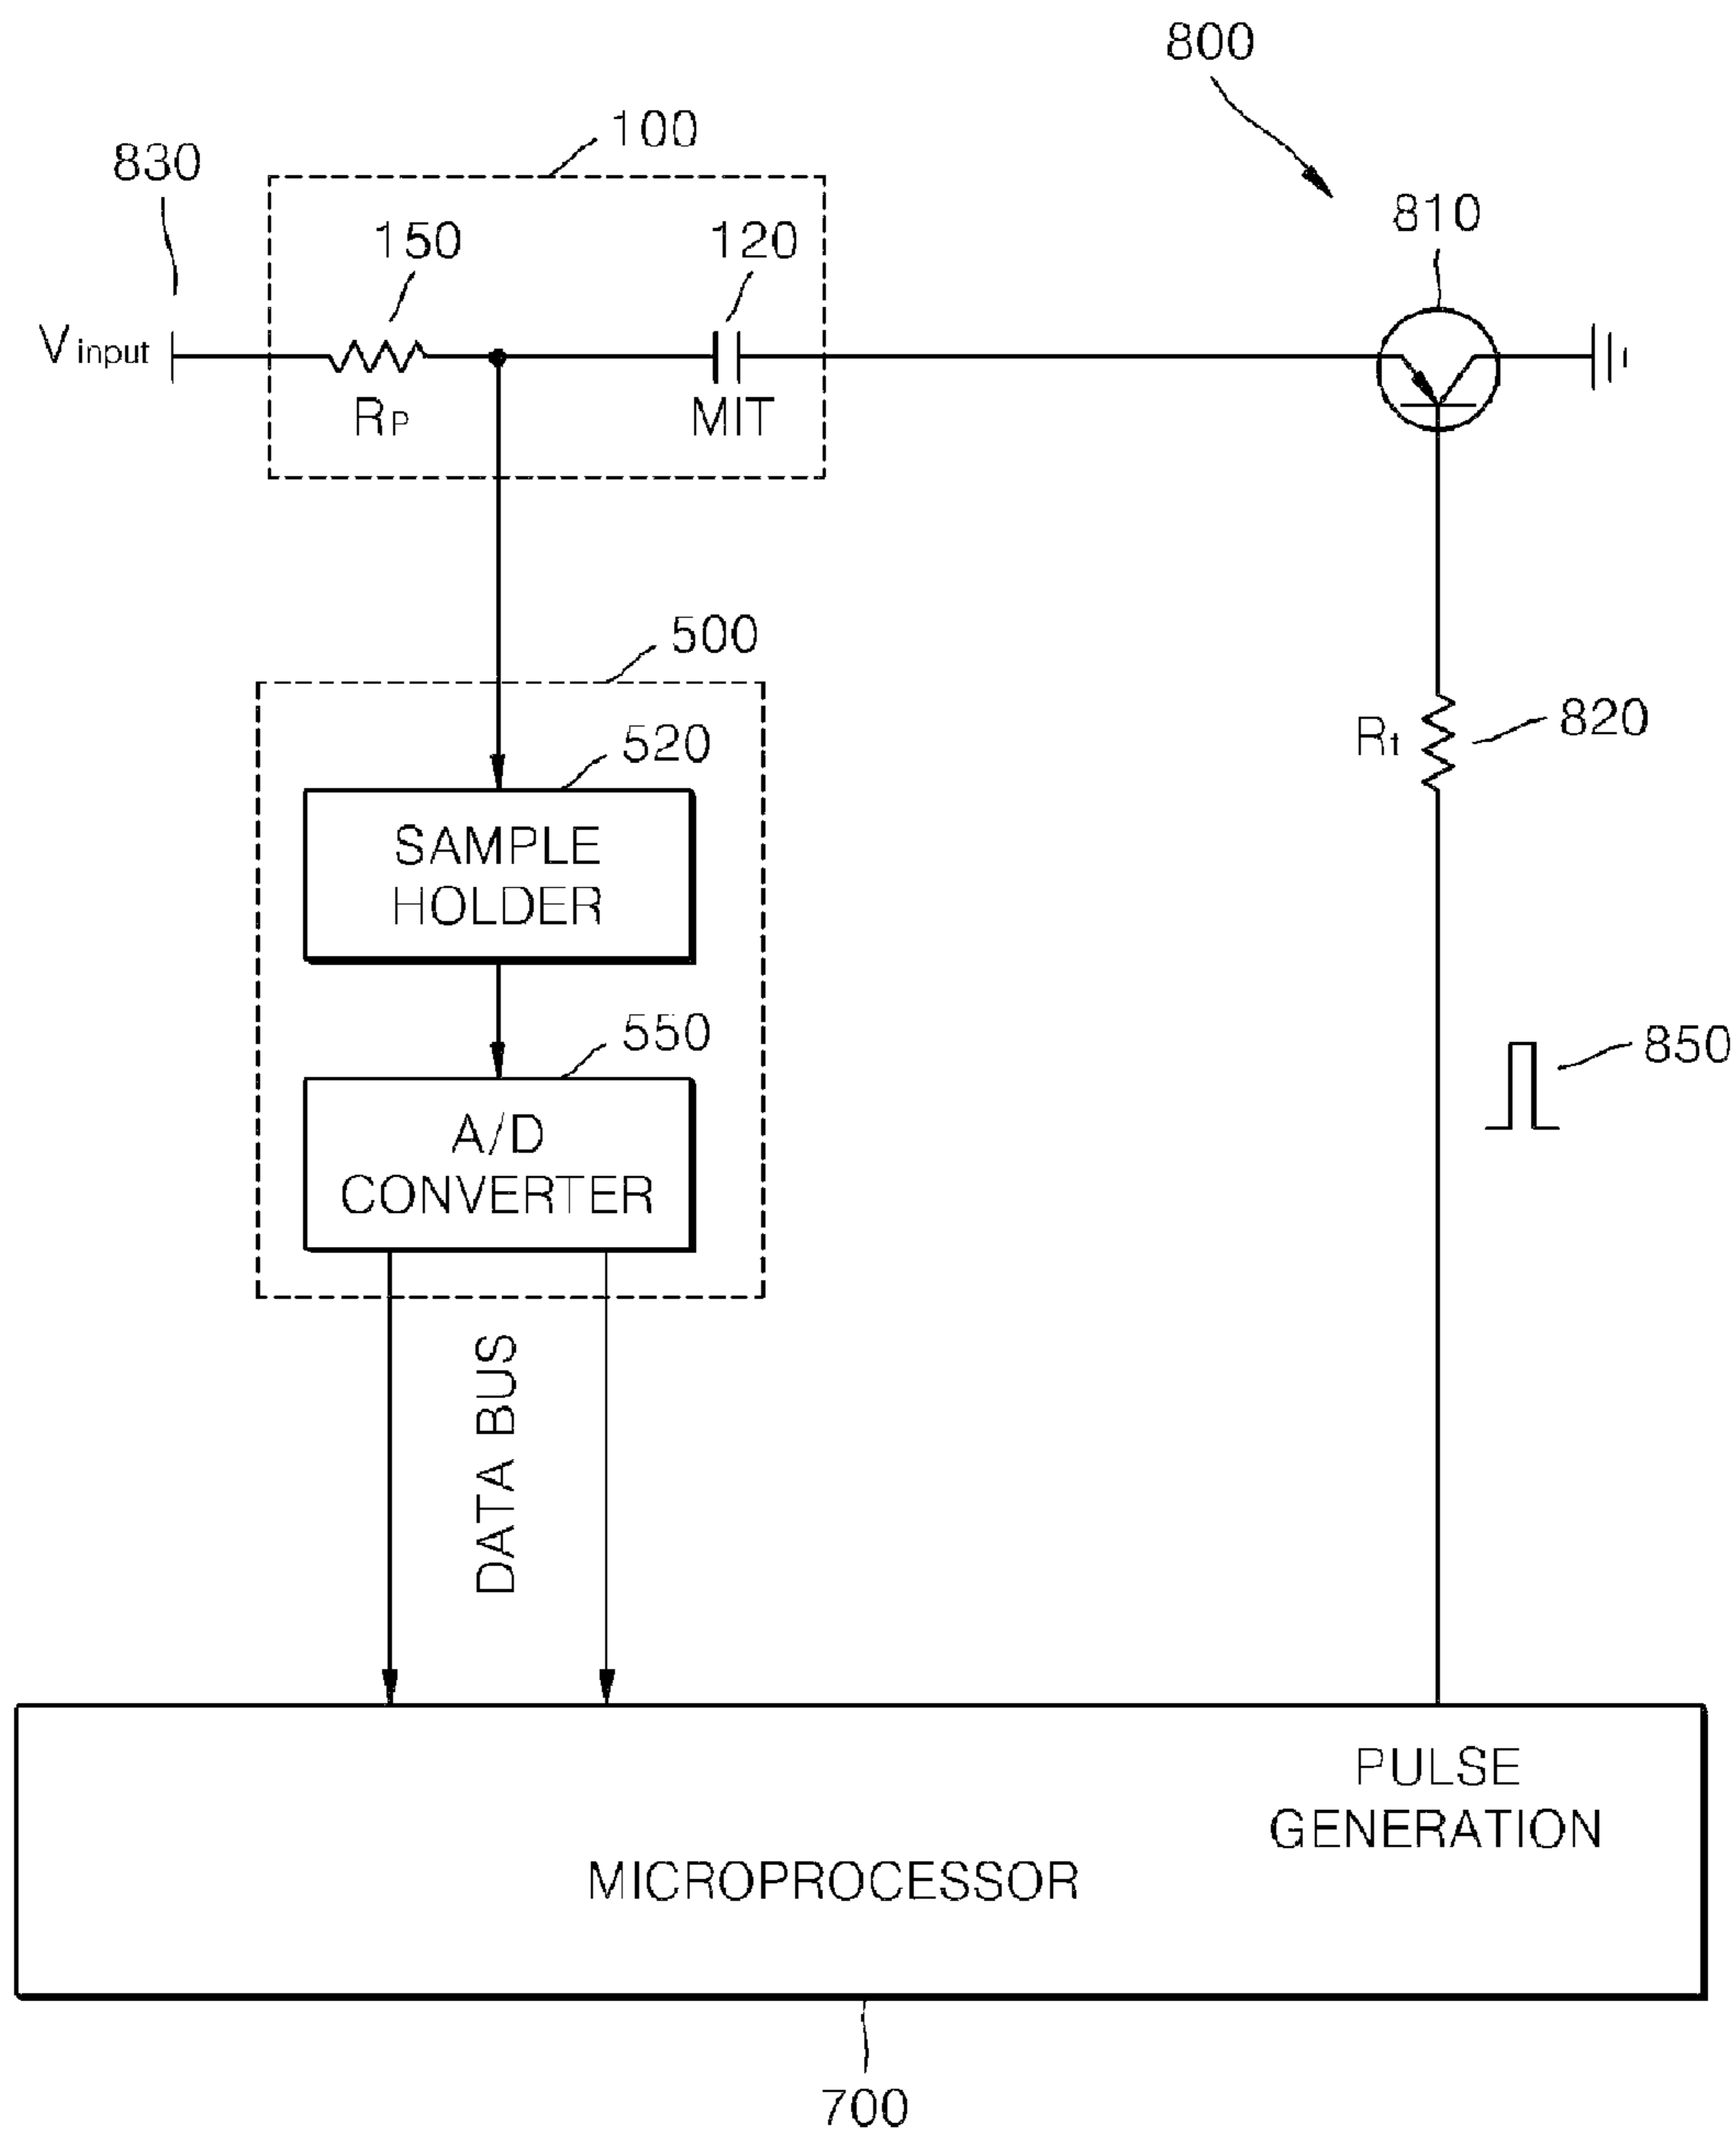 800
100
830
810
150
120
Vinput
RP
MIT
500
520
Rt
820
SAMPLE
HOLDER
550
850
A/D
CONVERTER
DATA BUS
PULSE
GENERATION
MICROPROCESSOR
700